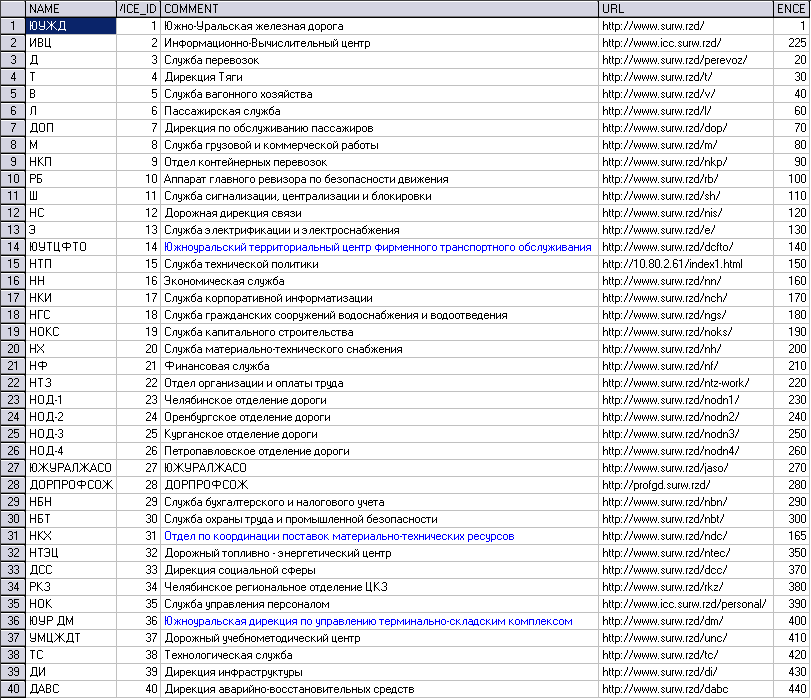 NAME /ICE_ID COMMENT URL ENCE
1 ЮУЖД 1 Южно-Уральская железная дорога http://www.surw.rzd/ 1
2 ИВЦ 2 Информационно-Вычислительный центр http://www.icc.surw.rzd/ 225
3 Д 3 Служба перевозок http://www.surw.rzd/perevoz/ 20
4 Т 4 Дирекция Тяги http://www.surw.rzd/t/ 30
5 В 5 Служба вагонного хозяйства http://www.surw.rzd/v/ 40
6 Л 6 Пассажирская служба http://www.surw.rzd/l/ 60
7 ДОП 7 Дирекция по обслуживанию пассажиров http://www.surw.rzd/dop/ 70
8 М 8 Служба грузовой и коммерческой работы http://www.surw.rzd/m/ 80
9 НКП 9 Отдел контейнерных перевозок http://www.surw.rzd/nkp/ 90
10 РБ 10 Аппарат главного ревизора по безопасности движения http://www.surw.rzd/rb/ 100
11 Ш 11 Служба сигнализации, централизации и блокировки http://www.surw.rzd/sh/ 110
12 НС 12 Дорожная дирекция связи http://www.surw.rzd/nis/ 120
13 Э 13 Служба электрификации и электроснабжения http://www.surw.rzd/e/ 130
14 ЮУТЦФТО 14 Южноуральский территориальный центр фирменного транспортного обслуживания http://www.surw.rzd/dcfto/ 140
15 НТП 15 Служба технической политики http://10.80.2.61/index1.html 150
16 НН 16 Экономическая служба http://www.surw.rzd/nn/ 160
17 НКИ 17 Служба корпоративной информатизации http://www.surw.rzd/nch/ 170
18 НГС 18 Служба гражданских сооружений водоснабжения и водоотведения http://www.surw.rzd/ngs/ 180
19 НОКС 19 Служба капитального строительства http://www.surw.rzd/noks/ 190
20 НХ 20 Служба материально-технического снабжения http://www.surw.rzd/nh/ 200
21 НФ 21 Финансовая служба http://www.surw.rzd/nf/ 210
22 НТЗ 22 Отдел организации и оплаты труда http://www.surw.rzd/ntz-work/ 220
23 НОД-1 23 Челябинское отделение дороги http://www.surw.rzd/nodn1/ 230
24 НОД-2 24 Оренбургское отделение дороги http://www.surw.rzd/nodn2/ 240
25 НОД-3 25 Курганское отделение дороги http://www.surw.rzd/nodn3/ 250
26 НОД-4 26 Петропавловское отделение дороги http://www.surw.rzd/nodn4/ 260
27 ЮЖУРАЛЖАСО 27 ЮЖУРАЛЖАСО http://www.surw.rzd/jaso/ 270
28 ДОРПРОФСОЖ 28 ДОРПРОФСОЖ http://profgd.surw.rzd/ 280
29 НБН 29 Служба бухгалтерского и налогового учета http://www.surw.rzd/nbn/ 290
30 НБТ 30 Служба охраны труда и промышленной безопасности http://www.surw.rzd/nbt/ 300
31 НКХ 31 Отдел по координации поставок материально-технических ресурсов http://www.surw.rzd/ndc/ 165
32 НТЭЦ 32 Дорожный топливно - энергетический центр http://www.surw.rzd/ntec/ 350
33 ДСС 33 Дирекция социальной сферы http://www.surw.rzd/dcc/ 370
34 РКЗ 34 Челябинское региональное отделение ЦКЗ http://www.surw.rzd/rkz/ 380
35 НОК 35 Служба управления персоналом http://www.icc.surw.rzd/personal/ 390
36 ЮУР ДМ 36 Южноуральская дирекция по управлению терминально-складским комплексом http://www.surw.rzd/dm/ 400
37 УМЦЖДТ 37 Дорожный учебнометодический центр http://www.surw.rzd/unc/ 410
38 ТС 38 Технологическая служба http://www.surw.rzd/tc/ 420
39 ДИ 39 Дирекция инфраструктуры http://www.surw.rzd/di/ 430
40 ДАВС 40 Дирекция аварийно-восстановительных средств http://www.surw.rzd/dabc 440